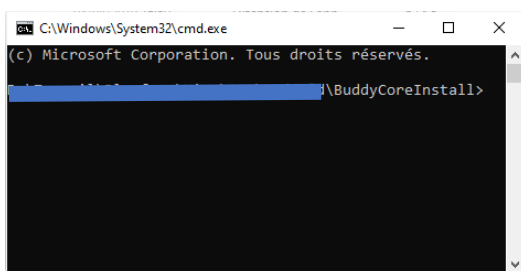 C:\Windows\System32\cmd.exe
(c) Microsoft Corporation. Tous droits réservés.
\BuddyCoreInstall>